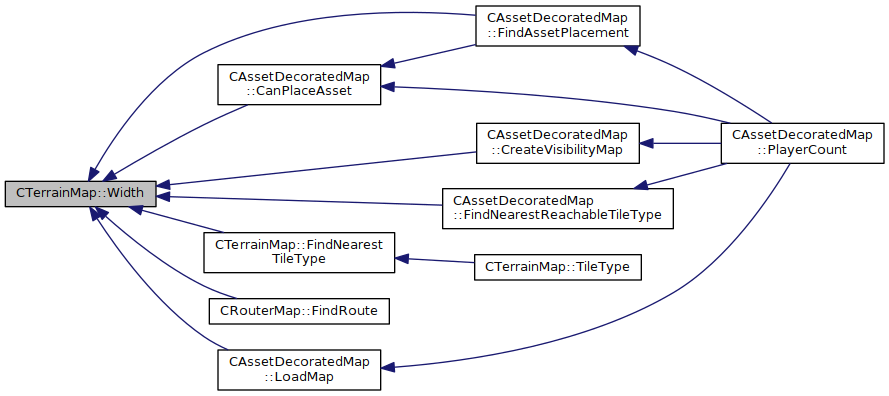 CAssetDecoratedMap
::FindAssetPlacement
CAssetDecoratedMap
::CanPlaceAsset
CAssetDecoratedMap
::CreateVisibilityMap
CAssetDecoratedMap
::PlayerCount
CTerrainMap::Width
CAssetDecoratedMap
::FindNearestReachableTileType
CTerrainMap::FindNearest
TileType
CTerrainMap::TileType
CRouterMap::FindRoute
CAssetDecoratedMap
::LoadMap